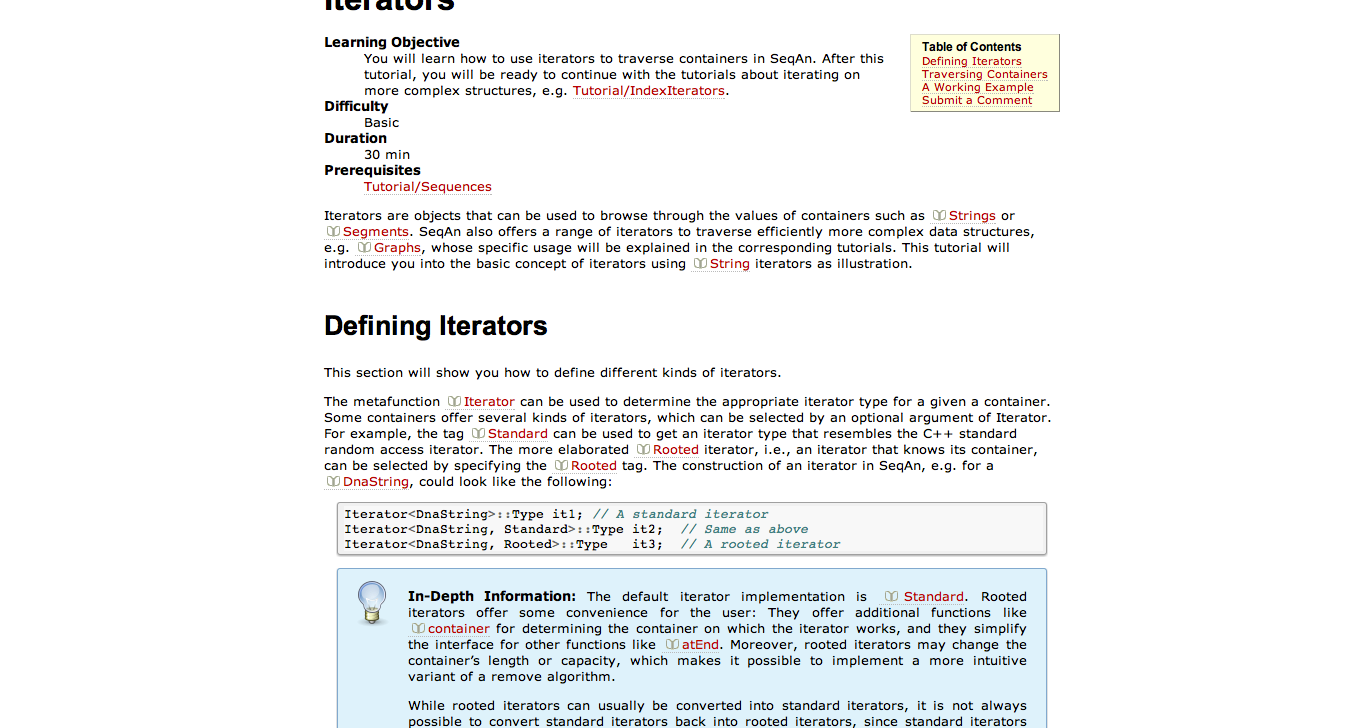 Iterators
Learning Objective
You will learn how to use iterators to traverse containers in SeqAn. After this
tutorial, you will be ready to continue with the tutorials about iterating on
more complex structures, e.g. Tutorial/IndexIterators.
Difficulty
Basic
Duration
30 min
Prerequisites
Tutorial/Sequences
Table of Contents
Defining Iterators
Traversing Containers
A Working Example
Submit a Comment
Iterators are objects that can be used to browse through the values of containers such as Strings or
Segments. SeqAn also offers a range of iterators to traverse efficiently more complex data structures,
e.g. Graphs, whose specific usage will be explained in the corresponding tutorials. This tutorial will
introduce you into the basic concept of iterators using String iterators as illustration.
Defining Iterators
This section will show you how to define different kinds of iterators.
The metafunction Iterator can be used to determine the appropriate iterator type for a given a container.
Some containers offer several kinds of iterators, which can be selected by an optional argument of Iterator.
For example, the tag Standard can be used to get an iterator type that resembles the C++ standard
random access iterator. The more elaborated Rooted iterator, i.e., an iterator that knows its container,
can be selected by specifying the Rooted tag. The construction of an iterator in SeqAn, e.g. for a
DnaString, could look like the following:
Iterator<DnaString>::Type it1; // A standard iterator
Iterator<DnaString, Standard>::Type it2;  // Same as above
Iterator<DnaString, Rooted>::Type   it3;  // A rooted iterator
In-Depth Information: The default iterator implementation is Standard. Rooted
iterators offer some convenience for the user: They offer additional functions like
container for determining the container on which the iterator works, and they simplify
the interface for other functions like atEnd. Moreover, rooted iterators may change the
container's length or capacity, which makes it possible to implement a more intuitive
variant of a remove algorithm.
While rooted iterators can usually be converted into standard iterators, it is not always
possible to convert standard iterators back into rooted iterators, since standard iterators